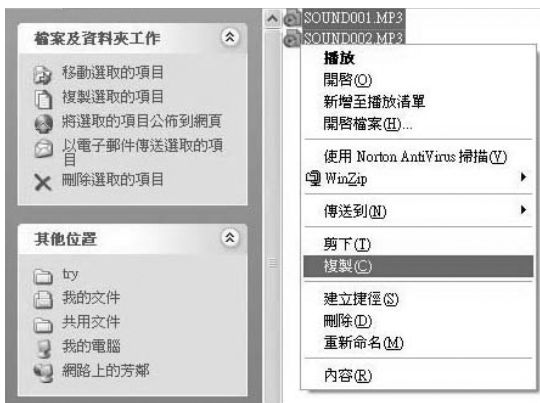 檔案及資料夾工作
移動選取的項目
複製選取的項目
將選取的項目公佈到網頁
以電子郵件傳送選取的項
目
刪除選取的項目
其他位置
try
我的文件
共用文件
我的電腦
網路上的芳鄰
SOUND001.MP3
SOUND002.MP3
播放
開啓(O)
新增至播放清單
開啓檔案(H)...
使用 Norton AntiVirus 掃描(V)
WinZip
傳送到(N)
剪下(T)
複製(C)
建立捷徑(S)
刪除(D)
重新命名(M)
內容(R)